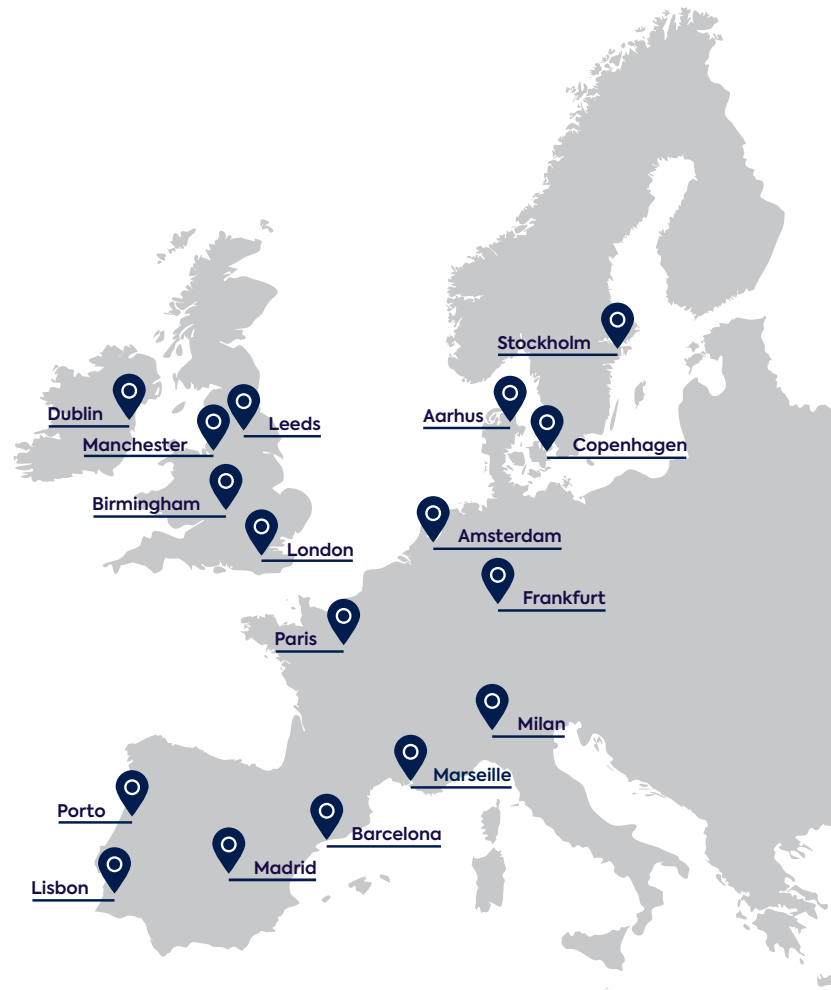 Stockholm
Dublin
Aarhus
Leeds
Manchester
Copenhagen
Birmingham
Amsterdam
London
Frankfurt
Paris
Milan
Marseille
Porto
Barcelona
Madrid
Lisbon